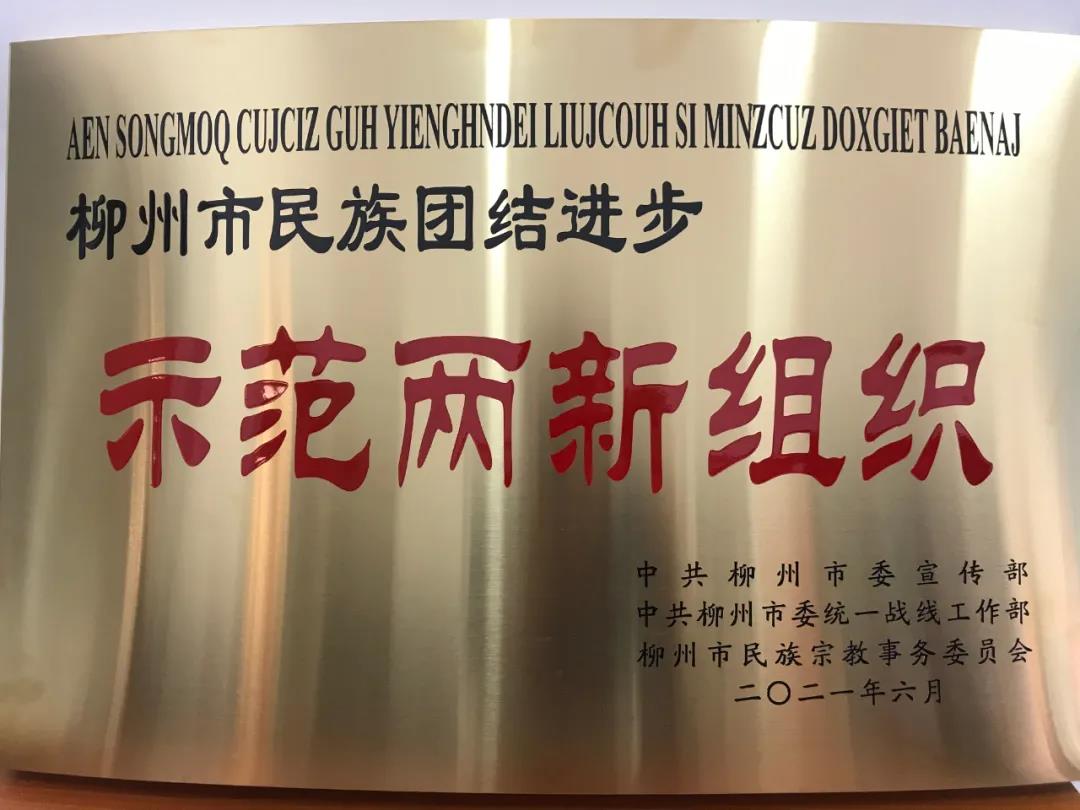 AEN SONGMOQ CUJCIZ GUH YIENGHNDEI LIUJCOUH SI MINZCUZ DOXGIET BAENAJ
柳州市民族团结进步
示范两新组织
中共柳州市委宣传部
中共柳州市委统一战线工作部
柳州市民族宗教事务委员会
二〇二一年六月